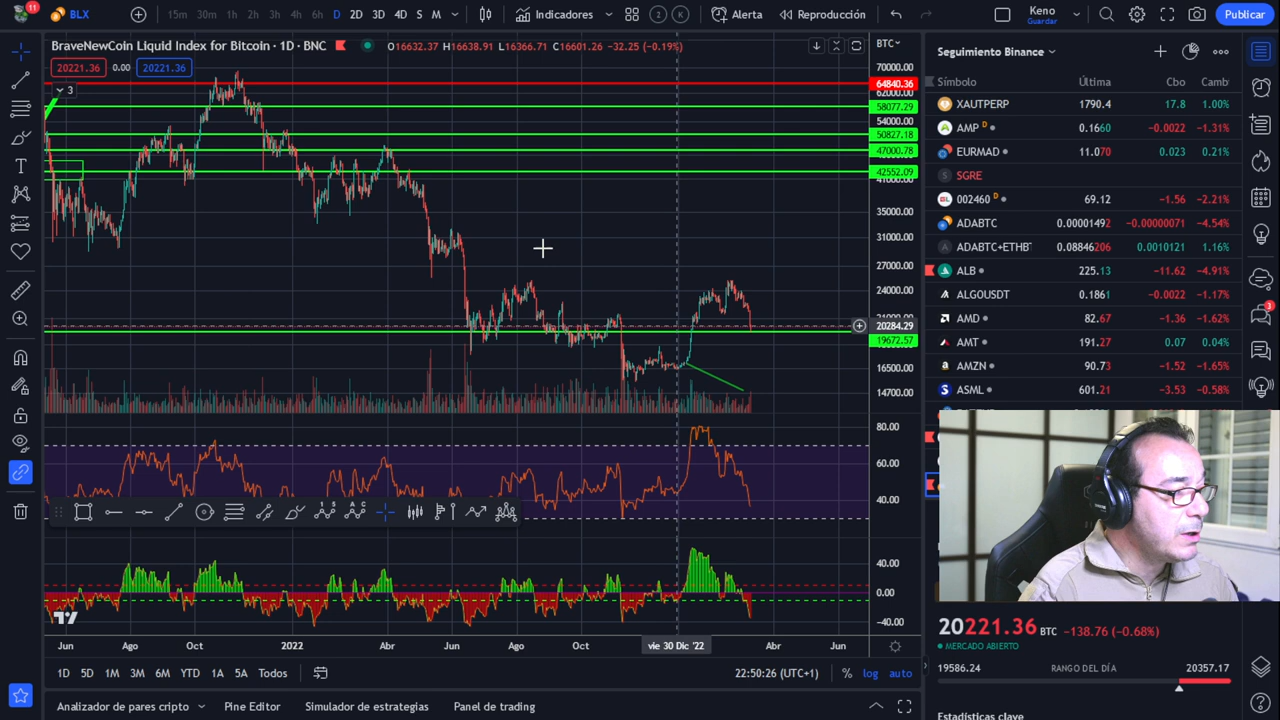 11
BLX
15m 30m 1h 2h 3h 4h 6h D 2D 3D 4D S M
Indicadores
2 K
Alerta
Reproducción
Keno
Guardar
Publicar
BraveNewCoin Liquid Index for Bitcoin · 1D · BNC
O16632.37 H16638.91 L16366.71 C16601.26 −32.25 (−0.19%)
20221.36 0.00 20221.36
3
BTC
70000.00
64840.36
62000.00
58077.29
54000.00
50827.18
47000.78
42552.09
41000.00
35000.00
31000.00
27000.00
24000.00
20284.29
19672.57
16500.00
14700.00
80.00
60.00
40.00
40.00
0.00
−40.00
Jun Ago Oct 2022 Abr Jun Ago Oct vie 30 Dic '22 Abr Jun
1D 5D 1M 3M 6M YTD 1A 5A Todos
22:50:26 (UTC+1) % log auto
Analizador de pares cripto Pine Editor Simulador de estrategias Panel de trading
Seguimiento Binance
Símbolo Última Cbo Camb
XAUTPERP 1790.4 17.8 1.00%
AMP D 0.1660 −0.0022 −1.31%
EURMAD 11.070 0.023 0.21%
SGRE
002460 D 69.12 −1.56 −2.21%
ADABTC 0.00001492 −0.00000071 −4.54%
ADABTC+ETHBT 0.08846206 0.0010121 1.16%
ALB 225.13 −11.62 −4.91%
ALGOUSDT 0.1861 −0.0022 −1.17%
AMD 82.67 −1.36 −1.62%
AMT 191.27 0.07 0.04%
AMZN 90.73 −1.52 −1.65%
ASML 601.21 −3.53 −0.58%
3
20221.36 BTC −138.76 (−0.68%)
MERCADO ABIERTO
19586.24 RANGO DEL DÍA 20357.17
Estadísticas clave